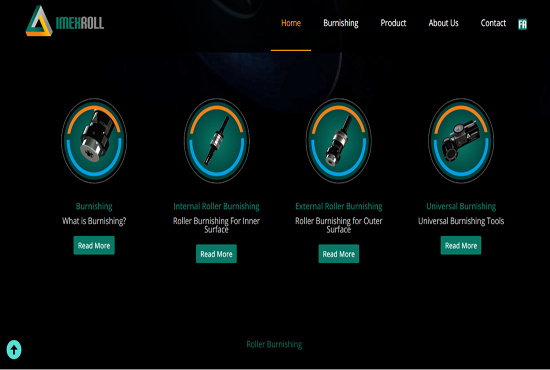 IMEXROLL
Home Burnishing Product About Us Contact FA
Burnishing
What is Burnishing?
Read More
Internal Roller Burnishing
Roller Burnishing For Inner
Surface
Read More
External Roller Burnishing
Roller Burnishing for Outer
Surface
Read More
Universal Burnishing
Universal Burnishing Tools
Read More
Roller Burnishing